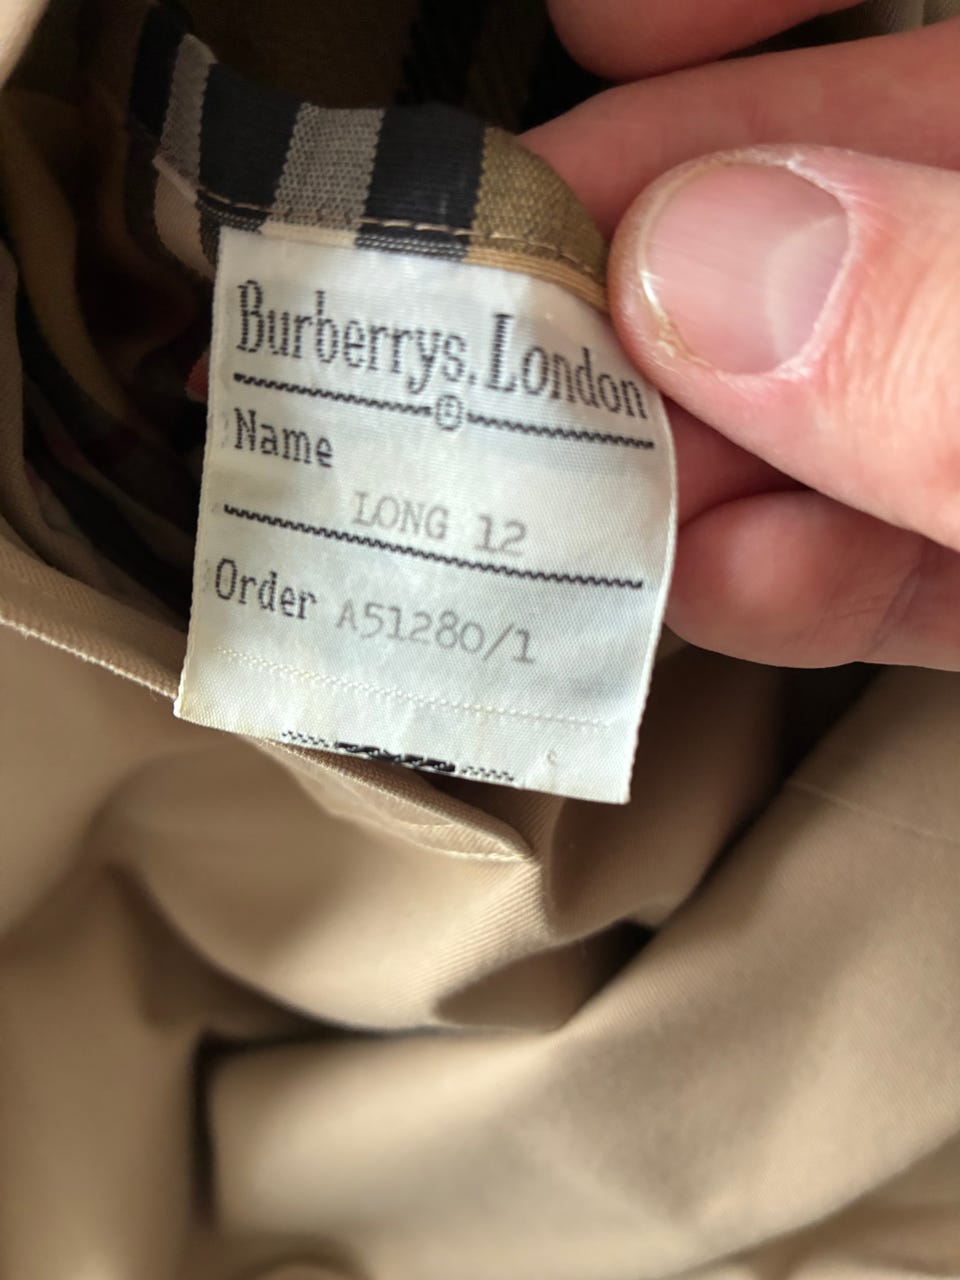 Burberrys. London
®
Name
LONG 12
Order A51280/1